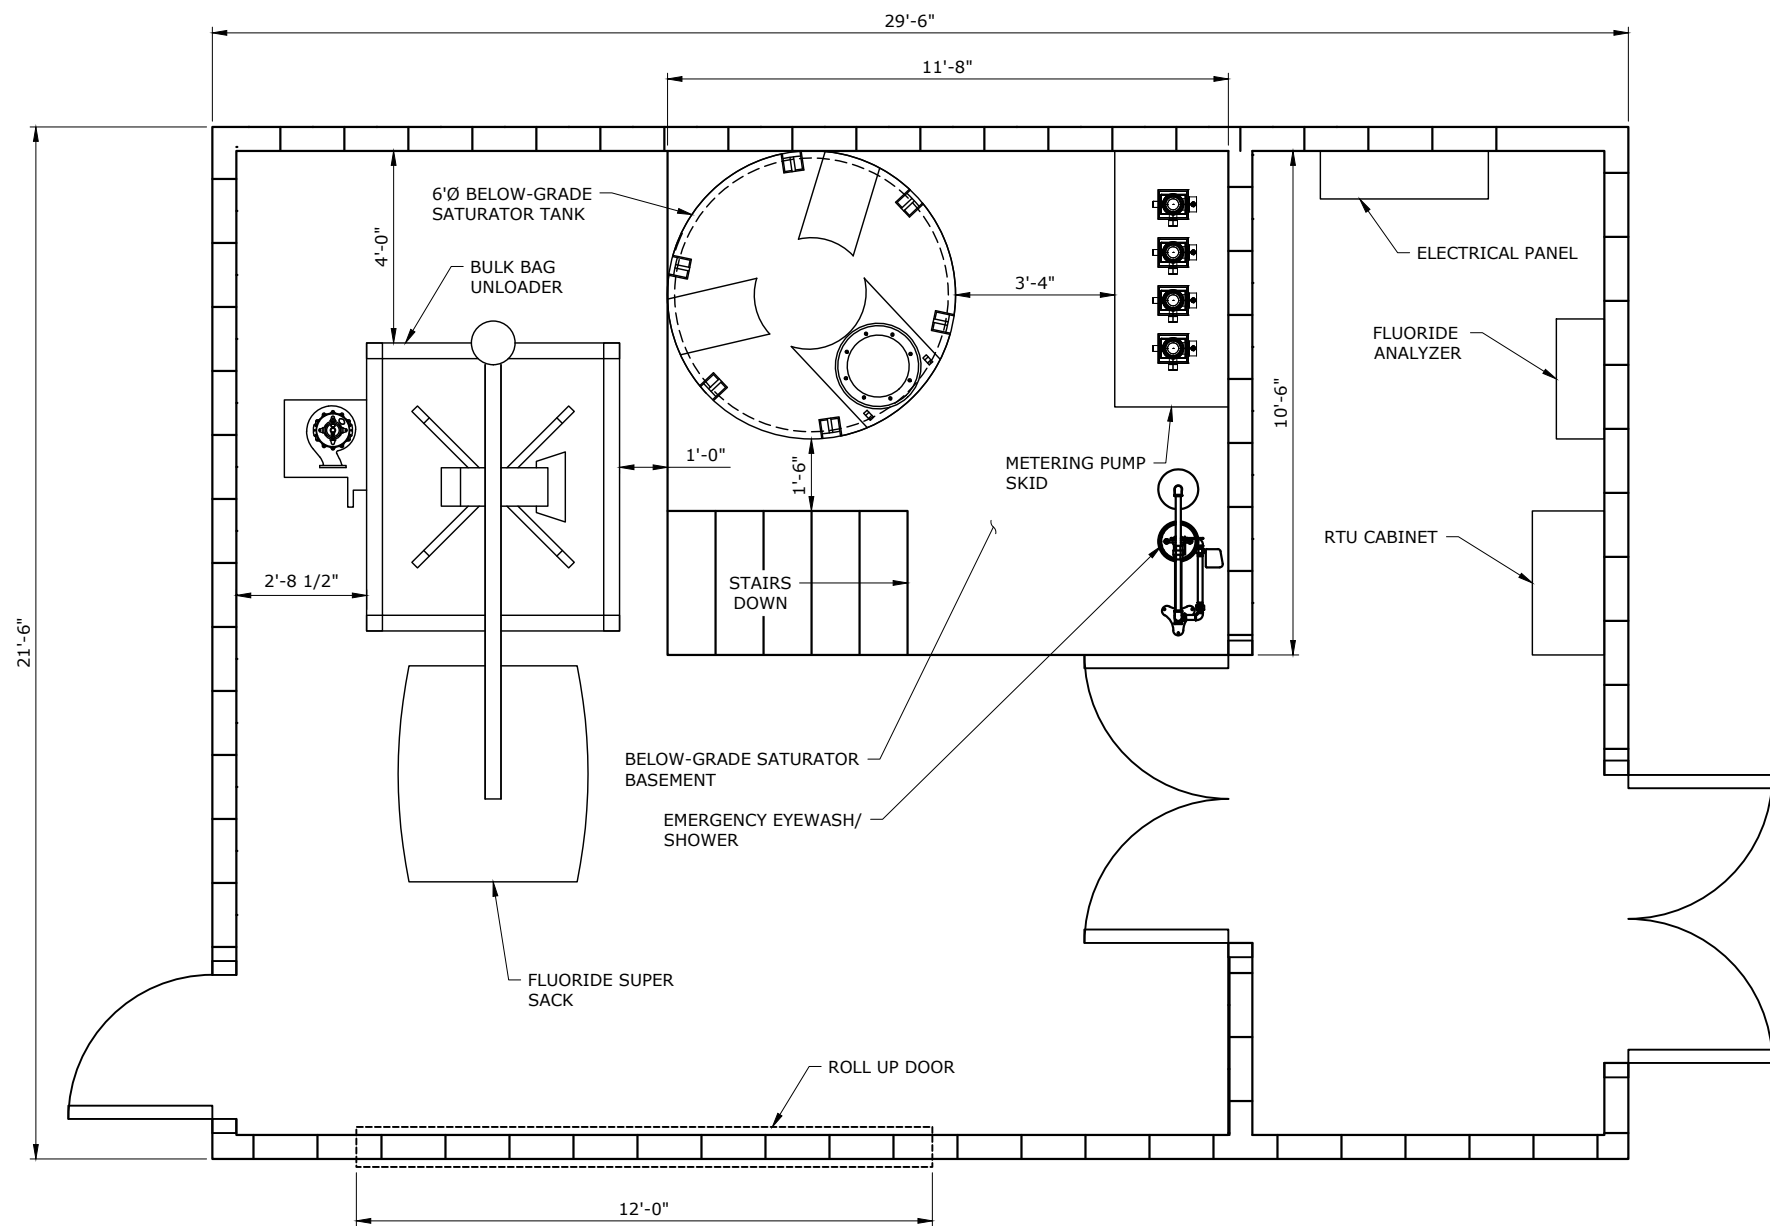 29'-6"
11'-8"
6'Ø BELOW-GRADE
SATURATOR TANK
4'-0"
BULK BAG
UNLOADER
3'-4"
ELECTRICAL PANEL
FLUORIDE
ANALYZER
10'-6"
1'-0"
1'-6"
METERING PUMP
SKID
RTU CABINET
2'-8 1/2"
STAIRS
DOWN
21'-6"
BELOW-GRADE SATURATOR
BASEMENT
EMERGENCY EYEWASH/
SHOWER
FLUORIDE SUPER
SACK
ROLL UP DOOR
12'-0"